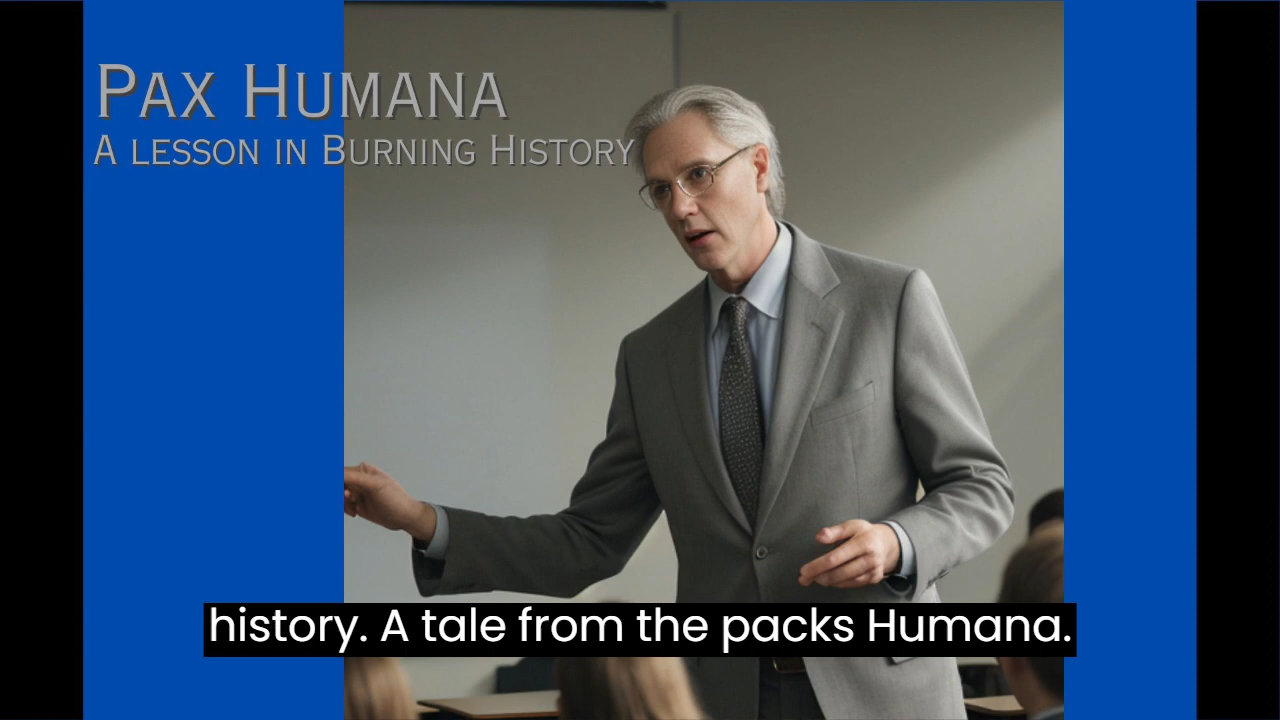 Pax Humana
A lesson in Burning History
history. A tale from the packs Humana.